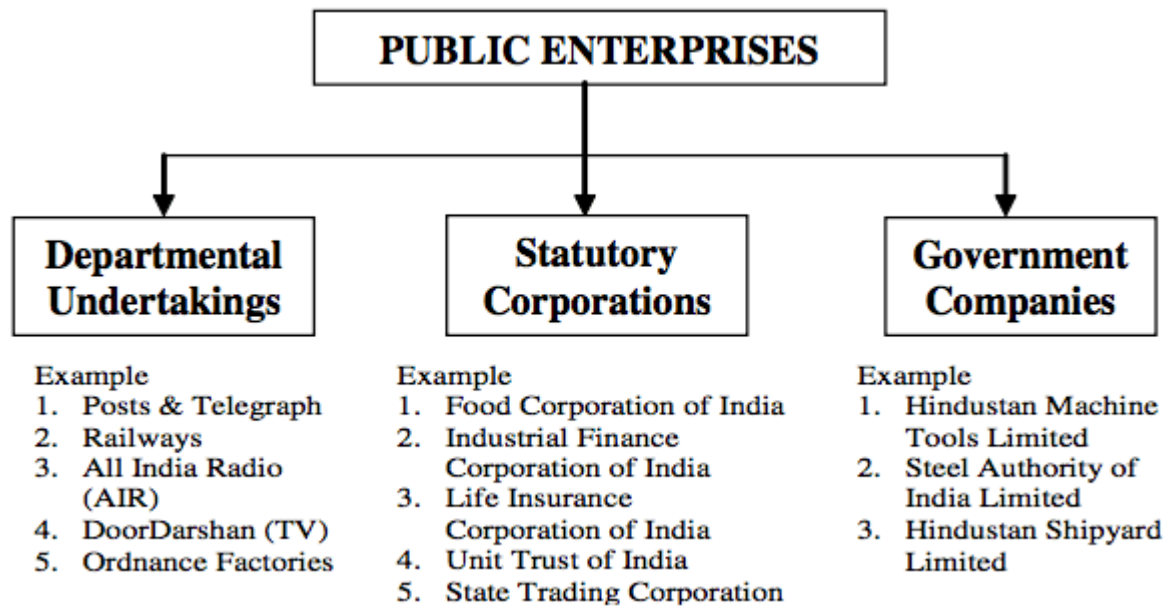 PUBLIC ENTERPRISES
Departmental
Undertakings
Example
1. Posts & Telegraph
2. Railways
3. All India Radio
(AIR)
4. DoorDarshan (TV)
5. Ordnance Factories
Statutory
Corporations
Example
1. Food Corporation of India
2. Industrial Finance
Corporation of India
3. Life Insurance
Corporation of India
4. Unit Trust of India
5. State Trading Corporation
Government
Companies
Example
1. Hindustan Machine
Tools Limited
2. Steel Authority of
India Limited
3. Hindustan Shipyard
Limited